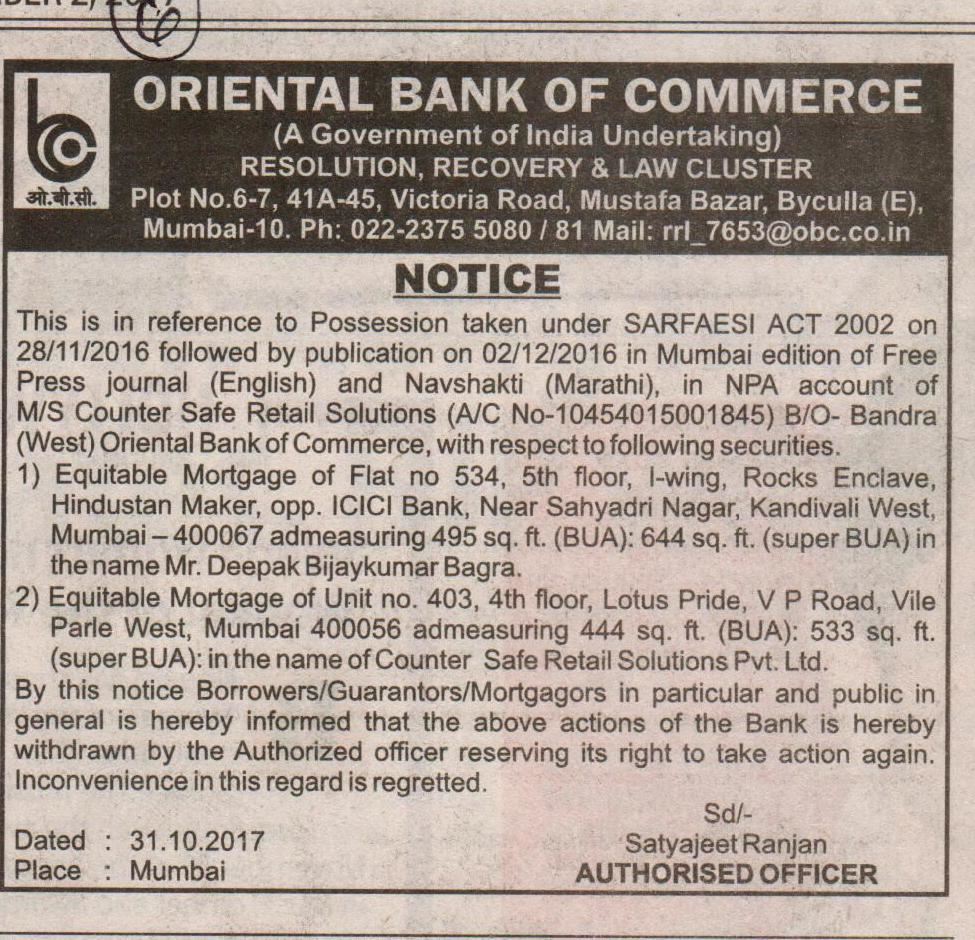 ORIENTAL BANK OF COMMERCE
(A Government of India Undertaking)
RESOLUTION, RECOVERY & LAW CLUSTER
ओ.बी.सी.
Plot No.6-7, 41A-45, Victoria Road, Mustafa Bazar, Byculla (E),
Mumbai-10. Ph: 022-2375 5080 / 81 Mail: rrl_7653@obc.co.in
NOTICE
This is in reference to Possession taken under SARFAESI ACT 2002 on
28/11/2016 followed by publication on 02/12/2016 in Mumbai edition of Free
Press journal (English) and Navshakti (Marathi), in NPA account of
M/S Counter Safe Retail Solutions (A/C No-10454015001845) B/O- Bandra
(West) Oriental Bank of Commerce, with respect to following securities.
1) Equitable Mortgage of Flat no 534, 5th floor, I-wing, Rocks Enclave,
Hindustan Maker, opp. ICICI Bank, Near Sahyadri Nagar, Kandivali West,
Mumbai – 400067 admeasuring 495 sq. ft. (BUA): 644 sq. ft. (super BUA) in
the name Mr. Deepak Bijaykumar Bagra.
2) Equitable Mortgage of Unit no. 403, 4th floor, Lotus Pride, V P Road, Vile
Parle West, Mumbai 400056 admeasuring 444 sq. ft. (BUA): 533 sq. ft.
(super BUA): in the name of Counter Safe Retail Solutions Pvt. Ltd.
By this notice Borrowers/Guarantors/Mortgagors in particular and public in
general is hereby informed that the above actions of the Bank is hereby
withdrawn by the Authorized officer reserving its right to take action again.
Inconvenience in this regard is regretted.
Sd/-
Dated : 31.10.2017 Satyajeet Ranjan
Place : Mumbai AUTHORISED OFFICER